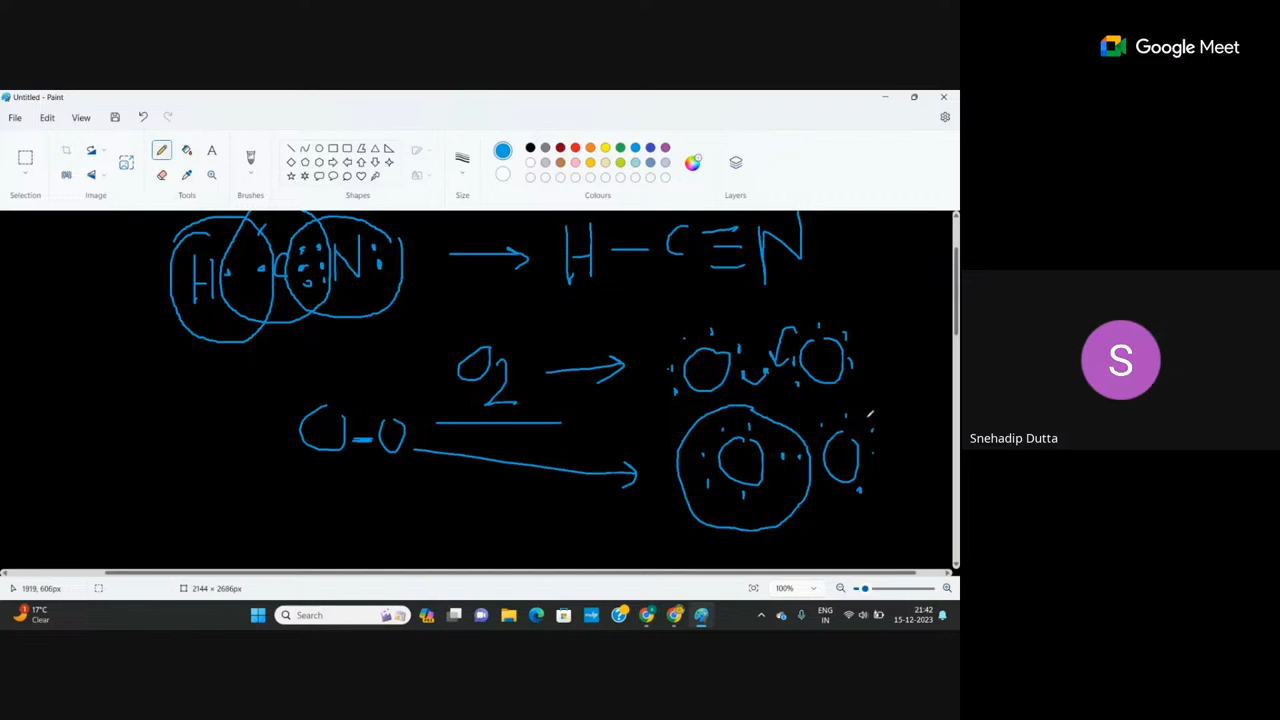 Google Meet
Untitled - Paint
File Edit View
Selection Image Tools Brushes Shapes Size Colours Layers
H C N → H — C ≡ N
O2 → O O
O = O → O O
Snehadip Dutta
S
1919, 606px 2144 × 2686px 100%
1
17°C
Clear
Search
ENG
IN
21:42
15-12-2023